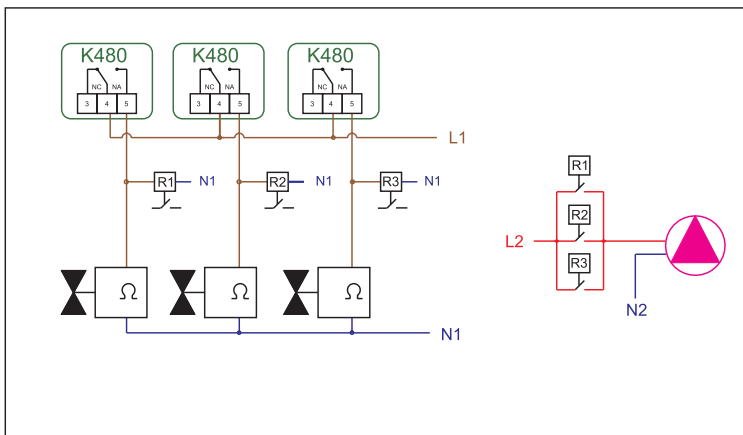 K480 K480 K480
NC NA NC NA NC NA
3 4 5 3 4 5 3 4 5
L1
R1 N1 R2 N1 R3 N1
Ω Ω Ω
N1
R1
R2
L2
R3
N2